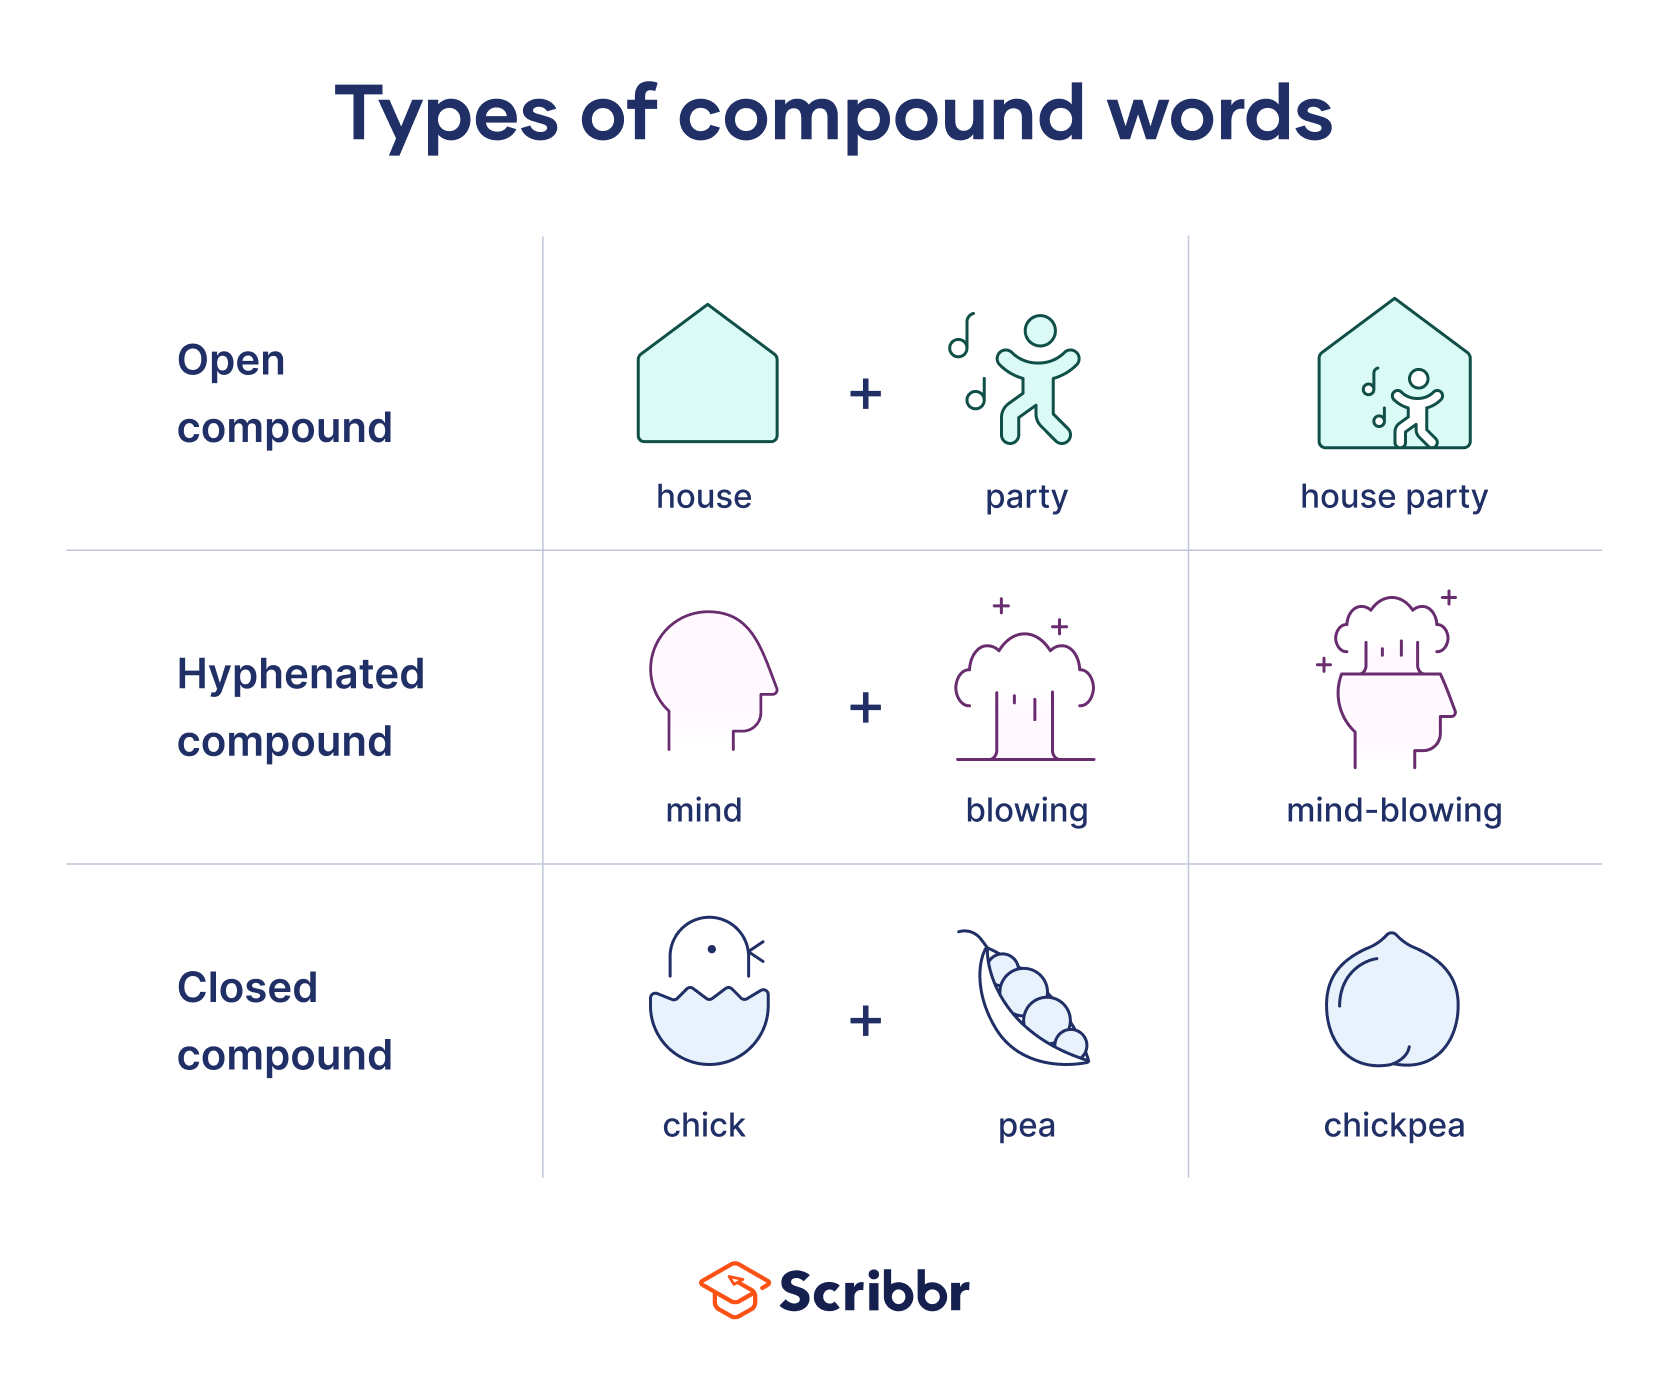 Types of compound words
Open
compound
house
+
party
house party
Hyphenated
compound
mind
+
blowing
mind-blowing
Closed
compound
chick
+
pea
chickpea
Scribbr